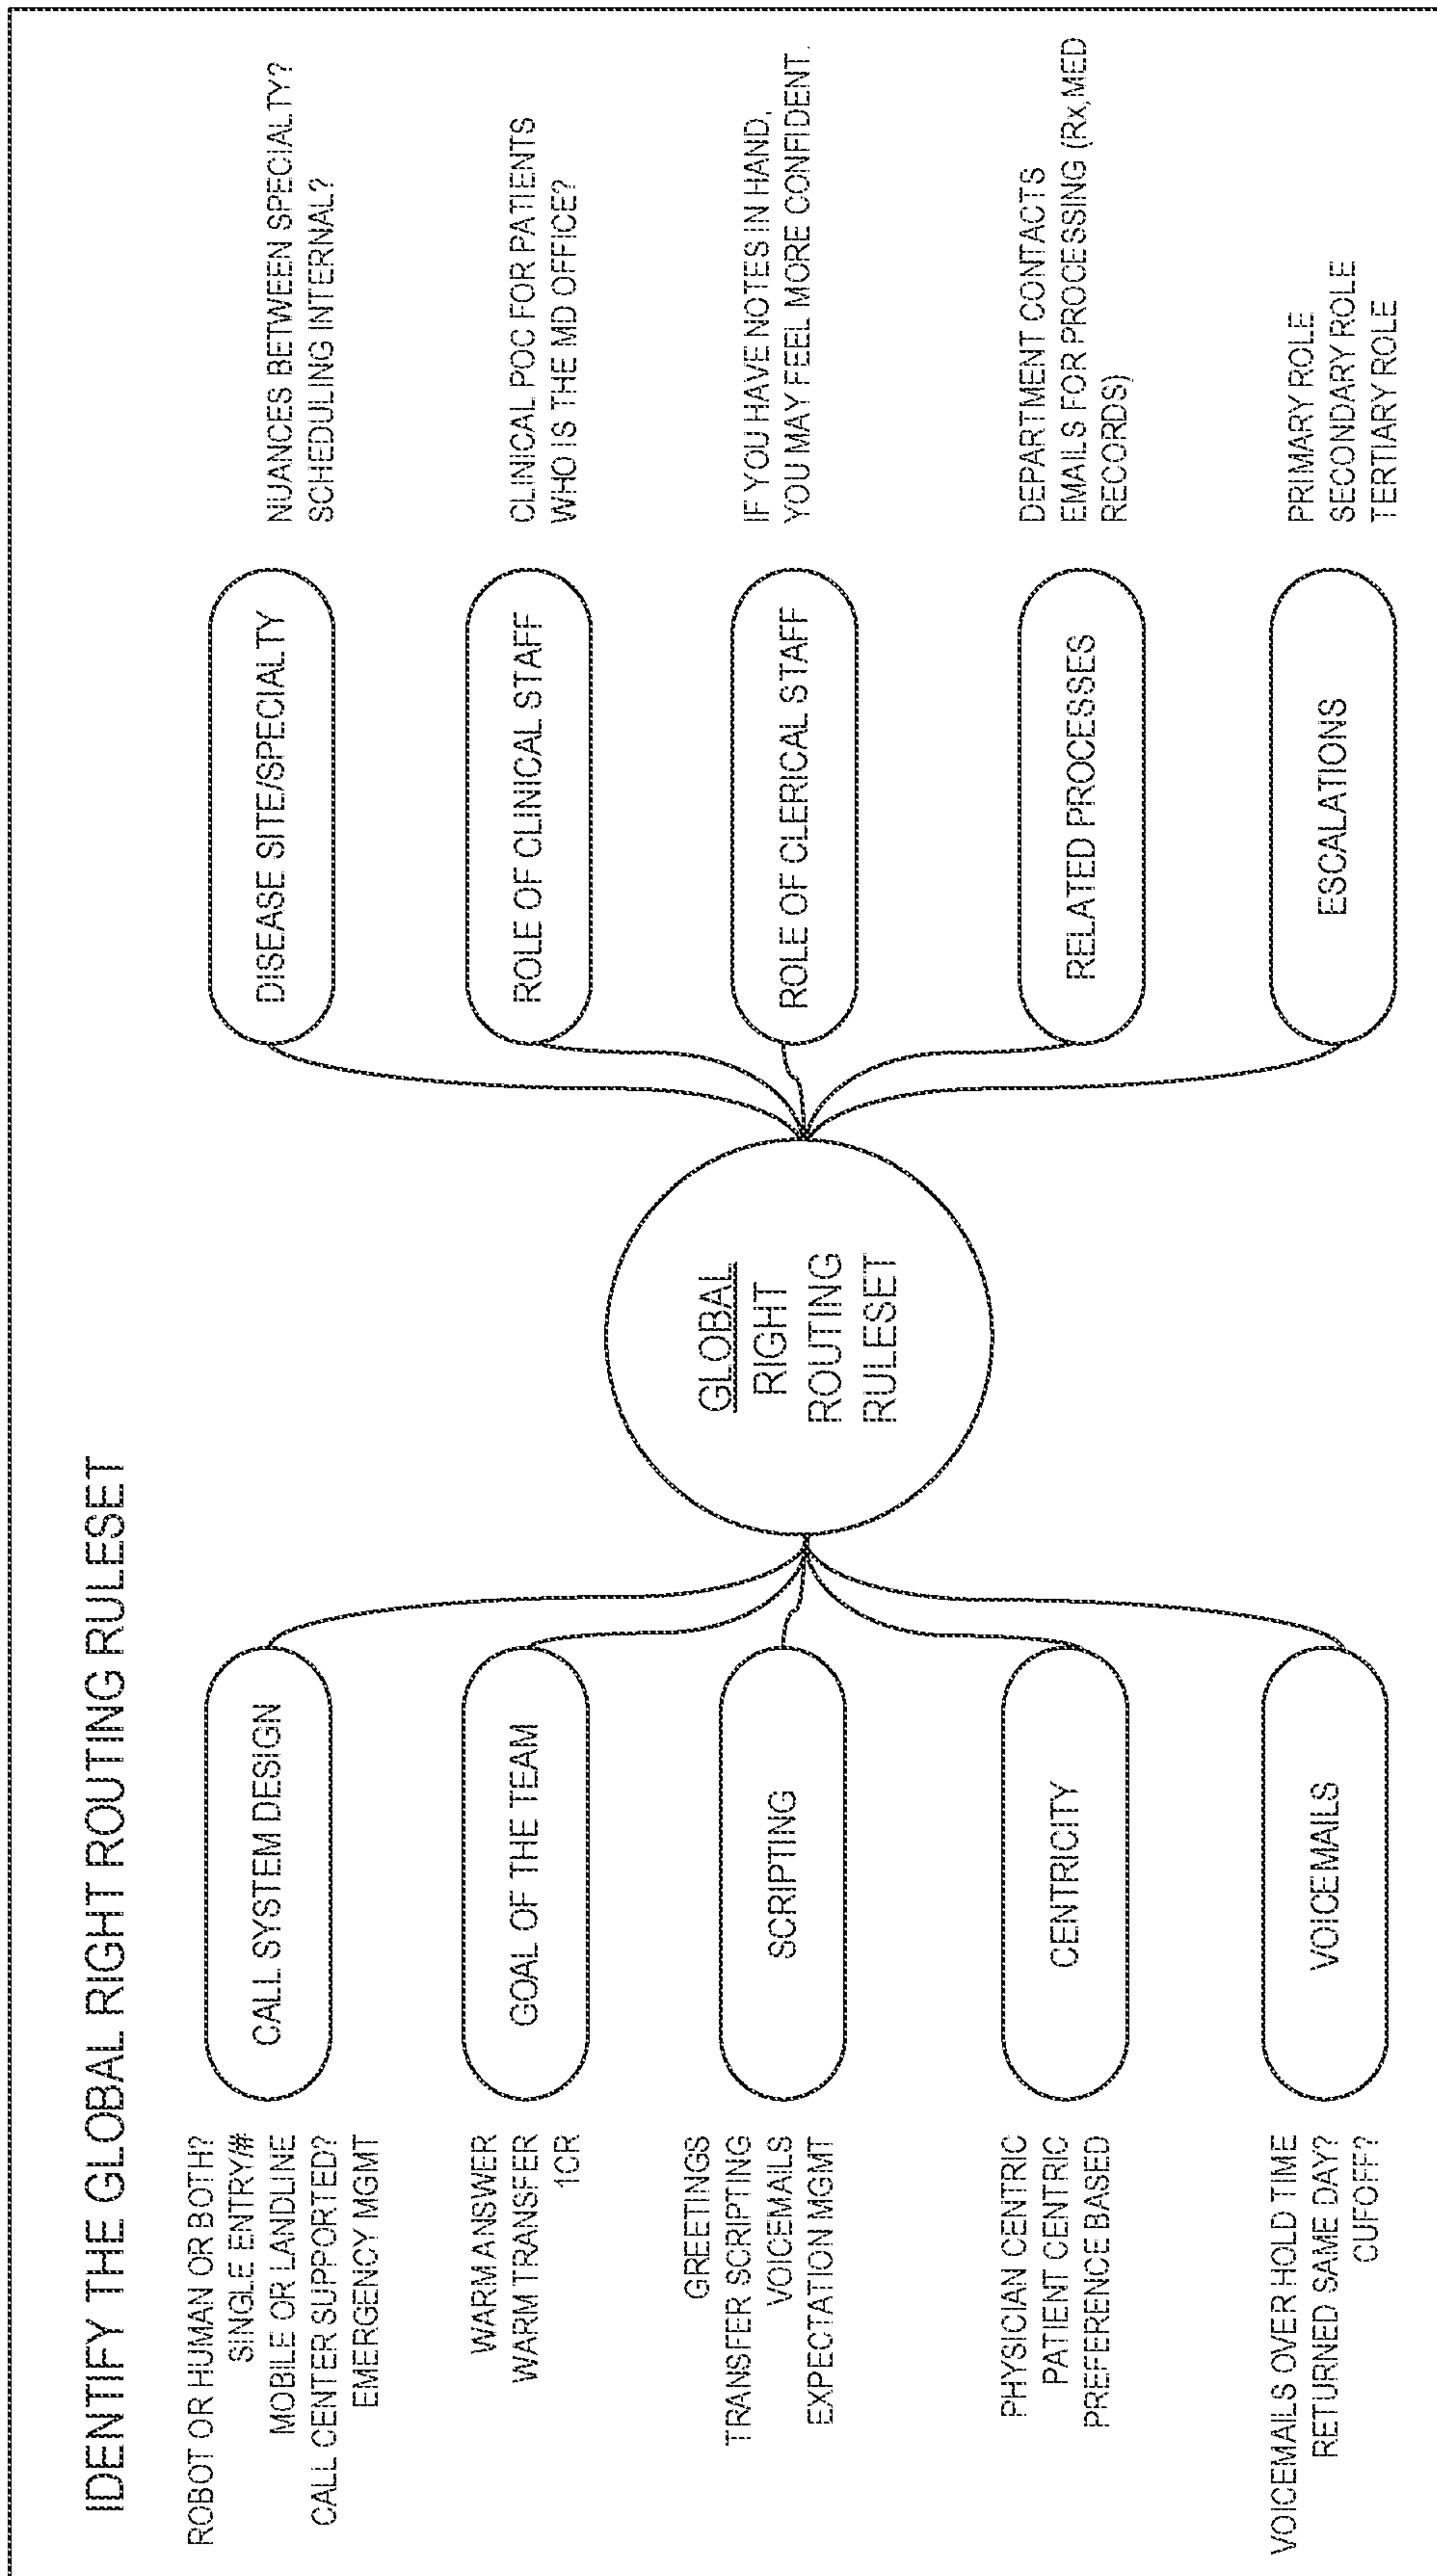 IDENTIFY THE GLOBAL RIGHT ROUTING RULESET
ROBOT OR HUMAN OR BOTH?
SINGLE ENTRY/#
MOBILE OR LANDLINE
CALL CENTER SUPPORTED?
EMERGENCY MGMT
CALL SYSTEM DESIGN
WARM ANSWER
WARM TRANSFER
1CR
GOAL OF THE TEAM
GREETINGS
TRANSFER SCRIPTING
VOICEMAILS
EXPECTATION MGMT
SCRIPTING
PHYSICIAN CENTRIC
PATIENT CENTRIC
PREFERENCE BASED
CENTRICITY
VOICEMAILS OVER HOLD TIME
RETURNED SAME DAY?
CUFOFF?
VOICEMAILS
GLOBAL
RIGHT
ROUTING
RULESET
DISEASE SITE/SPECIALTY
NUANCES BETWEEN SPECIALTY?
SCHEDULING INTERNAL?
ROLE OF CLINICAL STAFF
CLINICAL POC FOR PATIENTS
WHO IS THE MD OFFICE?
ROLE OF CLERICAL STAFF
IF YOU HAVE NOTES IN HAND,
YOU MAY FEEL MORE CONFIDENT.
RELATED PROCESSES
DEPARTMENT CONTACTS
EMAILS FOR PROCESSING (Rx,MED
RECORDS)
ESCALATIONS
PRIMARY ROLE
SECONDARY ROLE
TERTIARY ROLE